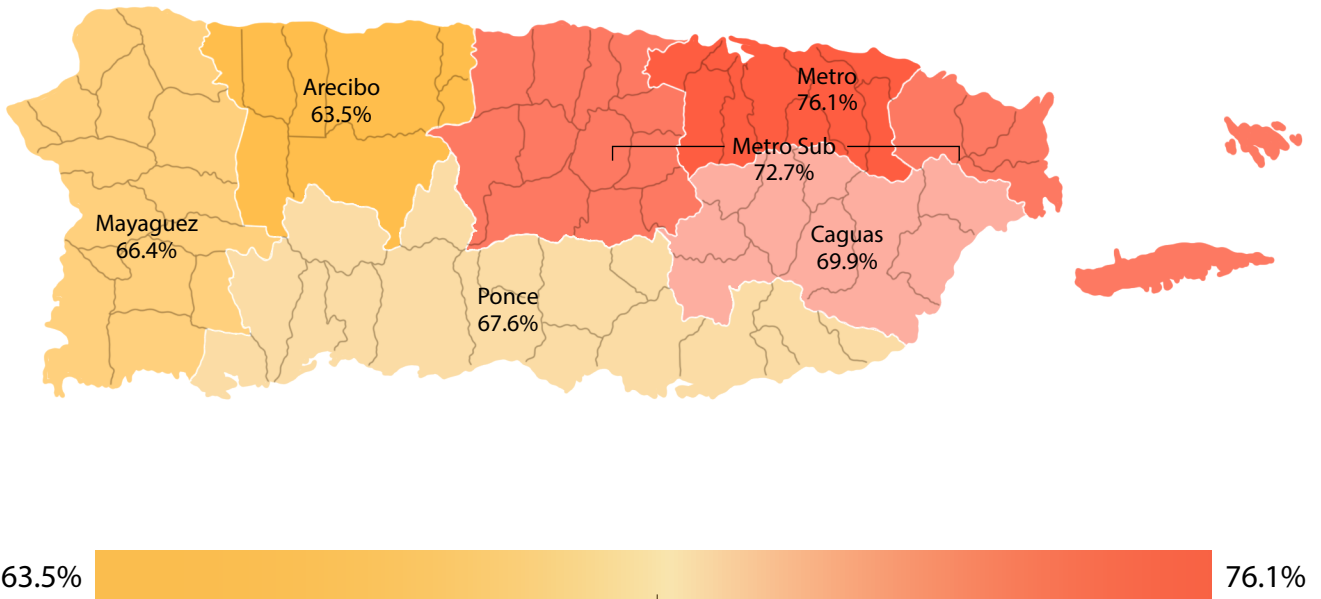 Arecibo
63.5%
Metro
76.1%
Metro Sub
72.7%
Mayaguez
66.4%
Caguas
69.9%
Ponce
67.6%
63.5%
76.1%